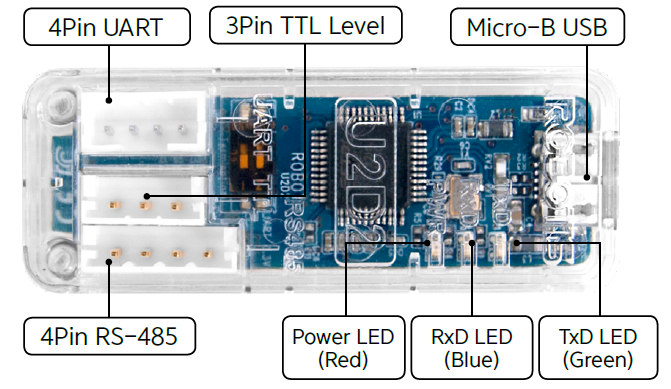 4Pin UART
3Pin TTL Level
Micro-B USB
UART
TTL
ROBOTIS
U2D2
PWR
RXD
TXD
RS485
4Pin RS-485
Power LED
(Red)
RxD LED
(Blue)
TxD LED
(Green)